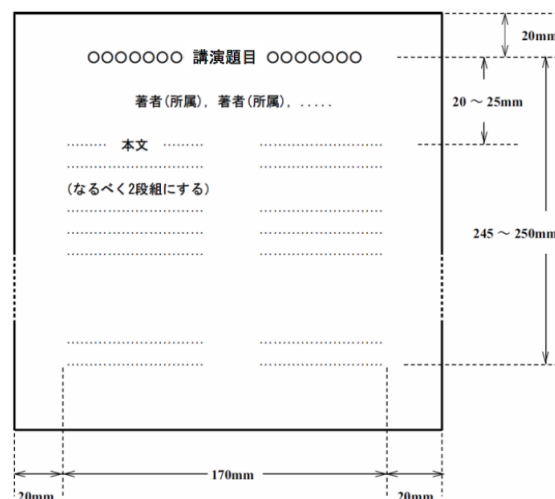 20mm
○○○○○○○ 講演題目 ○○○○○○○
著者(所属), 著者(所属), .....
20 ～ 25mm
本文
(なるべく2段組にする)
245 ～ 250mm
170mm
20mm
20mm